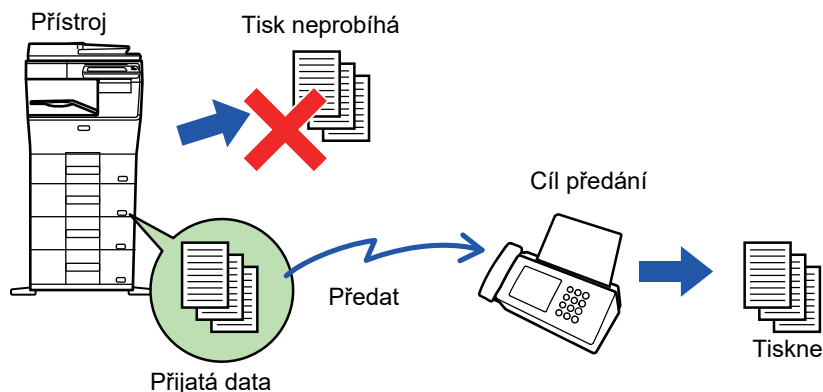 Přístroj
Tisk neprobíhá
Cíl předání
Předat
Tiskne
Přijatá data